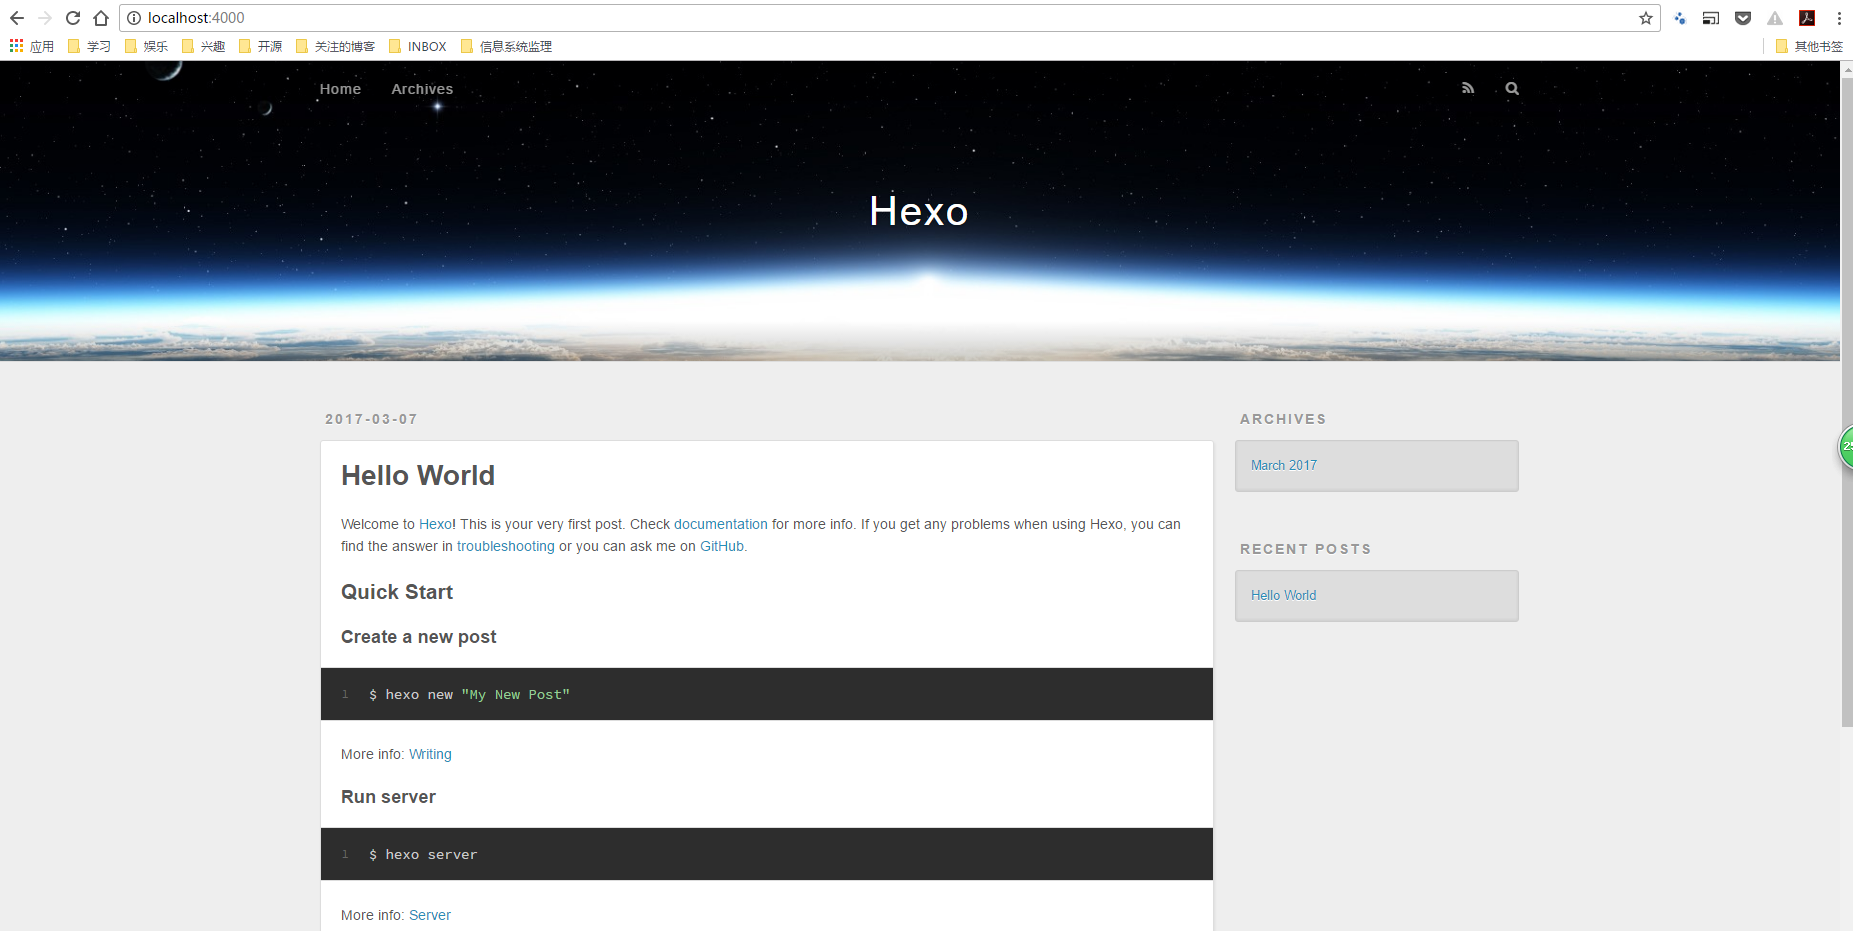 localhost:4000
应用 学习 娱乐 兴趣 开源 关注的博客 INBOX 信息系统监理 其他书签
Home Archives
Hexo
2017-03-07
Hello World
Welcome to Hexo! This is your very first post. Check documentation for more info. If you get any problems when using Hexo, you can
find the answer in troubleshooting or you can ask me on GitHub.
Quick Start
Create a new post
1 $ hexo new "My New Post"
More info: Writing
Run server
1 $ hexo server
More info: Server
ARCHIVES
March 2017
RECENT POSTS
Hello World